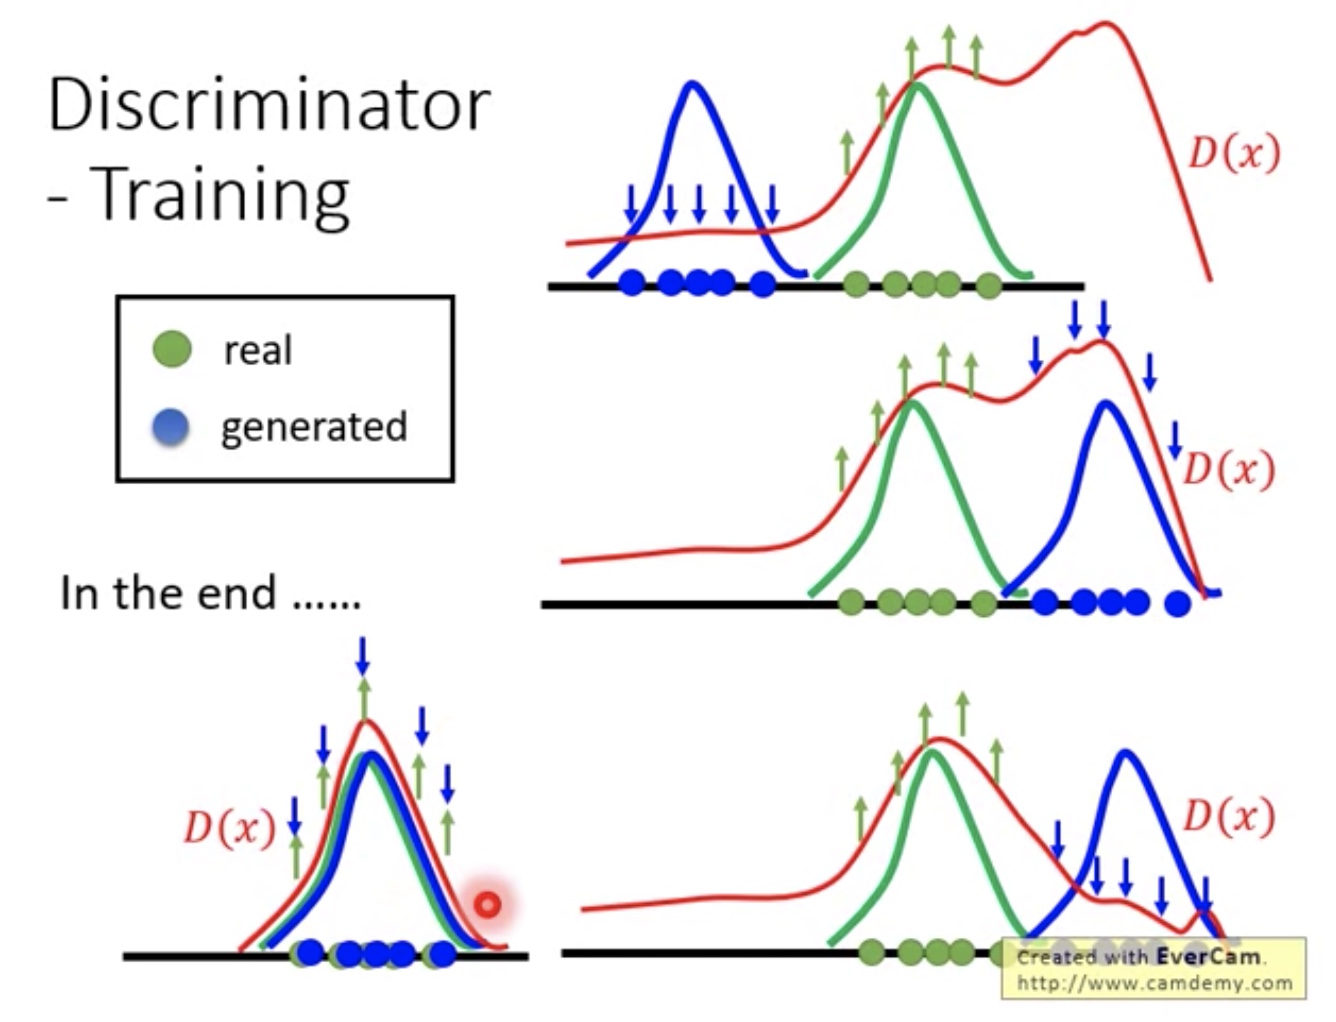 Discriminator
- Training
real
generated
In the end ……
D(x)
D(x)
D(x)
D(x)
Created with EverCam.
http://www.camdemy.com